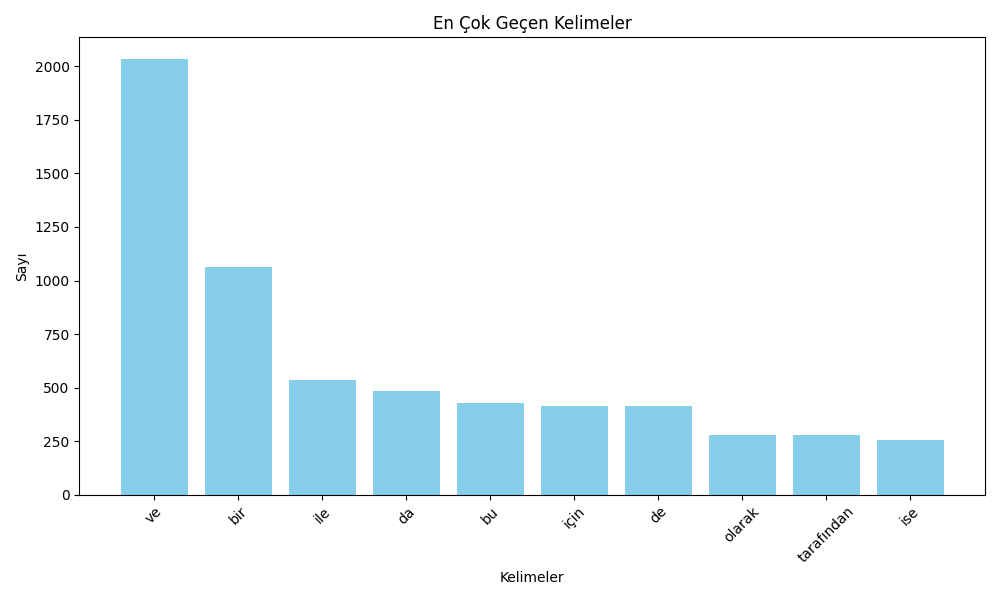 En Çok Geçen Kelimeler
2000
1750
1500
1250
1000
750
500
250
0
Sayı
ve bir ile da bu için de olarak tarafından ise
Kelimeler